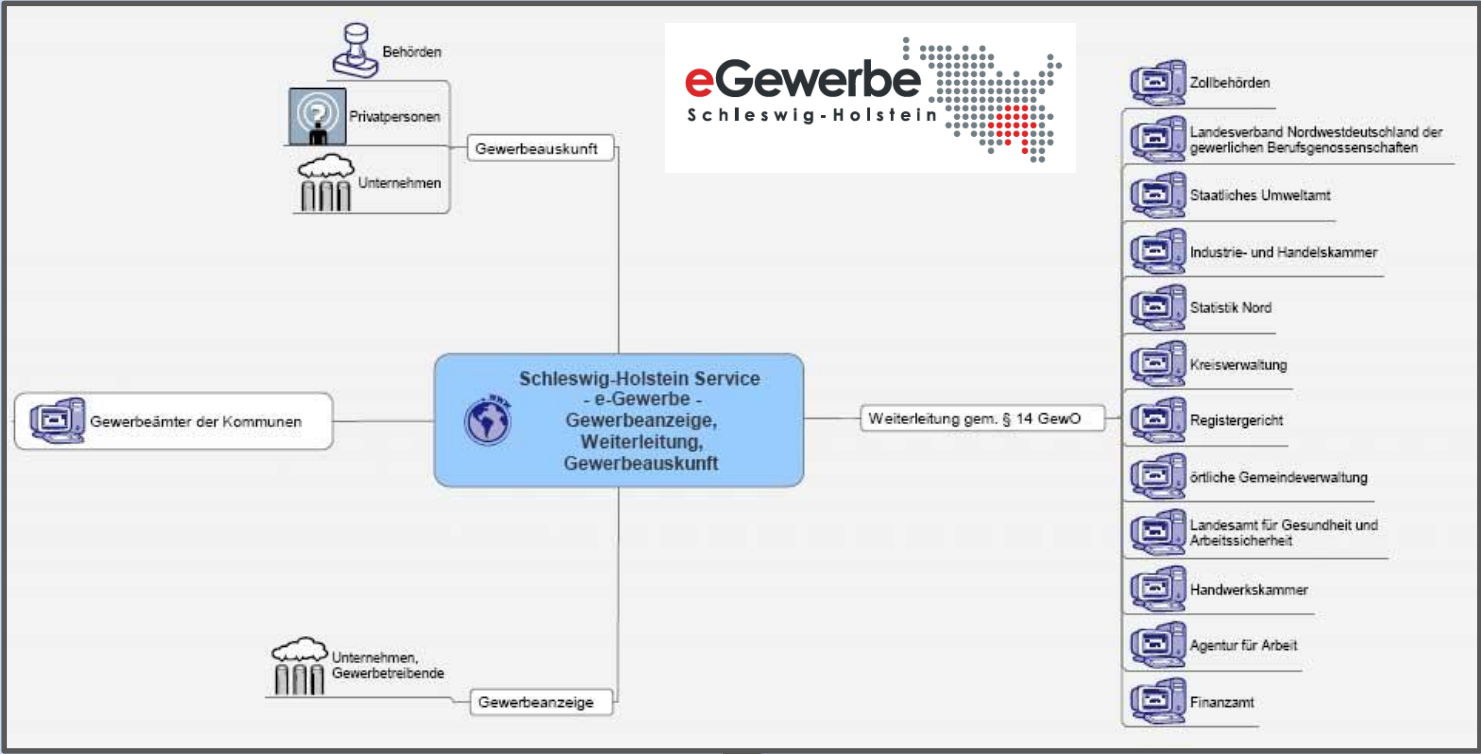 Behörden
Privatpersonen
Unternehmen
Gewerbeauskunft
eGewerbe
Schleswig-Holstein
Gewerbeämter der Kommunen
WWW
Schleswig-Holstein Service
- e-Gewerbe -
Gewerbeanzeige,
Weiterleitung,
Gewerbeauskunft
Unternehmen,
Gewerbetreibende
Gewerbeanzeige
Weiterleitung gem. § 14 GewO
Zollbehörden
Landesverband Nordwestdeutschland der
gewerlichen Berufsgenossenschaften
Staatliches Umweltamt
Industrie- und Handelskammer
Statistik Nord
Kreisverwaltung
Registergericht
örtliche Gemeindeverwaltung
Landesamt für Gesundheit und
Arbeitssicherheit
Handwerkskammer
Agentur für Arbeit
Finanzamt